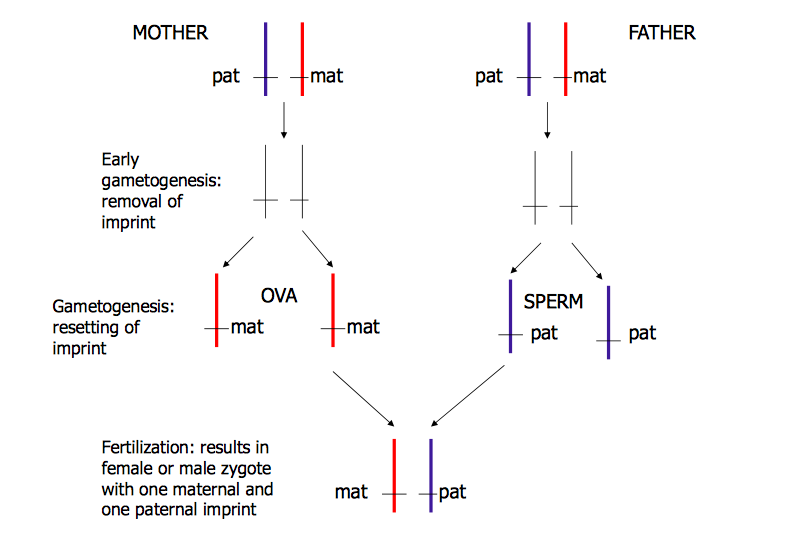 MOTHER
FATHER
pat
mat
pat
mat
Early
gametogenesis:
removal of
imprint
Gametogenesis:
resetting of
imprint
OVA
mat
mat
SPERM
pat
pat
Fertilization: results in
female or male zygote
with one maternal and
one paternal imprint
mat
pat